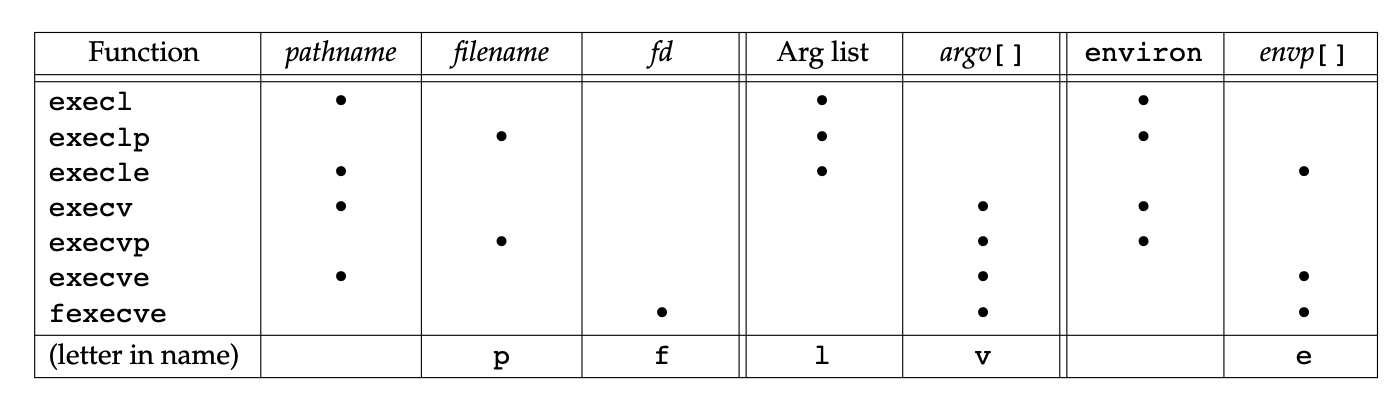 Function pathname filename fd Arg list argv[] environ envp[]
execl • • •
execlp • • •
execle • • •
execv • • •
execvp • • •
execve • • •
fexecve • • •
(letter in name) p f l v e